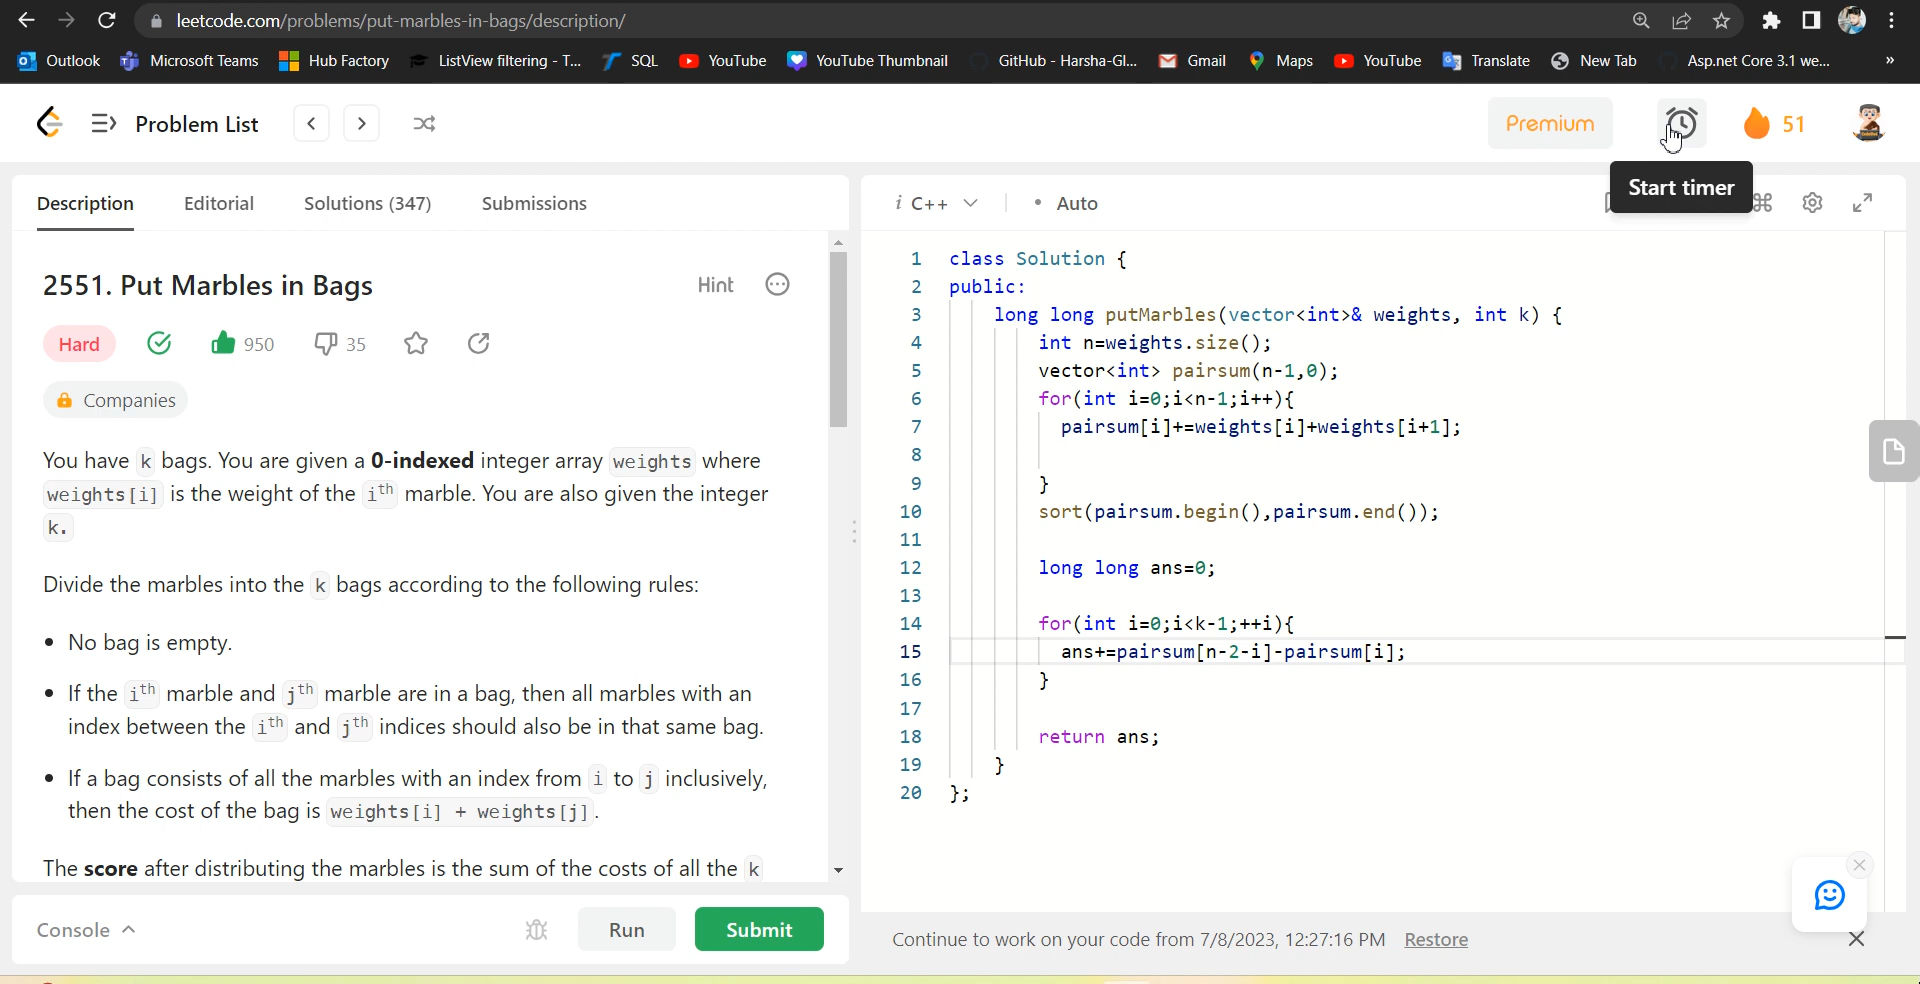 leetcode.com/problems/put-marbles-in-bags/description/
Outlook Microsoft Teams Hub Factory ListView filtering - T... SQL YouTube YouTube Thumbnail GitHub - Harsha-Gl... Gmail Maps YouTube Translate New Tab Asp.net Core 3.1 we... »
Problem List < > Premium 51
Start timer
Description Editorial Solutions (347) Submissions
i C++ • Auto
2551. Put Marbles in Bags Hint
Hard 950 35
Companies
You have k bags. You are given a 0-indexed integer array weights where
weights[i] is the weight of the ith marble. You are also given the integer
k.
Divide the marbles into the k bags according to the following rules:
• No bag is empty.
• If the ith marble and jth marble are in a bag, then all marbles with an
index between the ith and jth indices should also be in that same bag.
• If a bag consists of all the marbles with an index from i to j inclusively,
then the cost of the bag is weights[i] + weights[j].
The score after distributing the marbles is the sum of the costs of all the k
Console Run Submit
1 class Solution {
2 public:
3 long long putMarbles(vector<int>& weights, int k) {
4 int n=weights.size();
5 vector<int> pairsum(n-1,0);
6 for(int i=0;i<n-1;i++){
7 pairsum[i]+=weights[i]+weights[i+1];
8
9 }
10 sort(pairsum.begin(),pairsum.end());
11
12 long long ans=0;
13
14 for(int i=0;i<k-1;++i){
15 ans+=pairsum[n-2-i]-pairsum[i];
16 }
17
18 return ans;
19 }
20 };
Continue to work on your code from 7/8/2023, 12:27:16 PM Restore